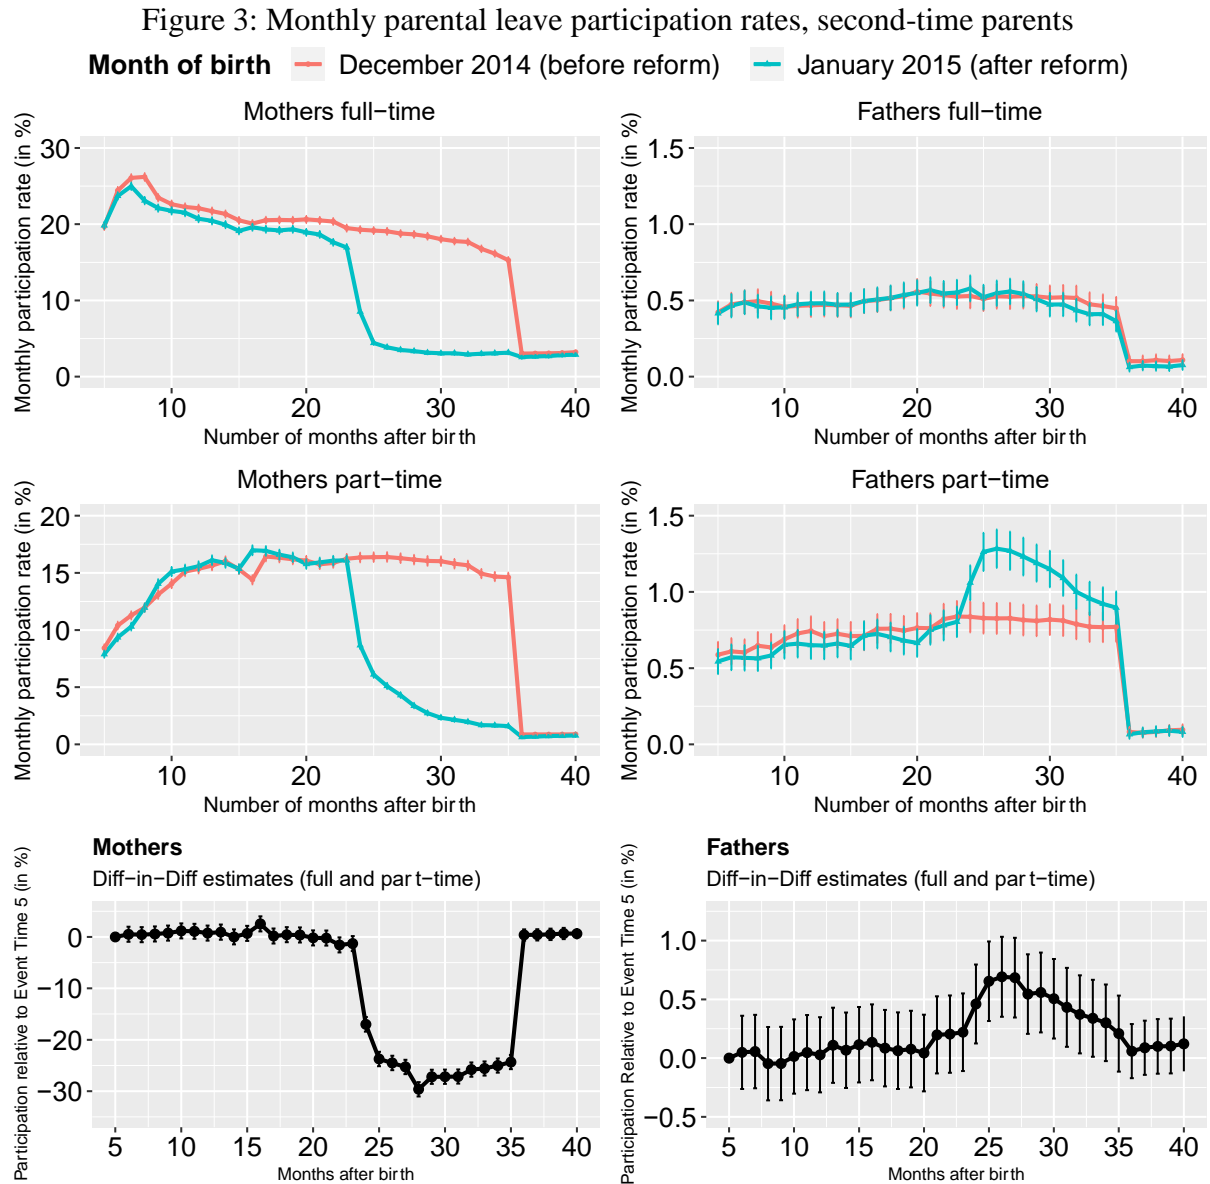 Figure 3: Monthly parental leave participation rates, second-time parents
Month of birth December 2014 (before reform) January 2015 (after reform)
Mothers full−time
Monthly participation rate (in %)
30
20
10
0
10 20 30 40
Number of months after birth
Fathers full−time
Monthly participation rate (in %)
1.5
1.0
0.5
0.0
10 20 30 40
Number of months after birth
Mothers part−time
Monthly participation rate (in %)
20
15
10
5
0
10 20 30 40
Number of months after birth
Fathers part−time
Monthly participation rate (in %)
1.5
1.0
0.5
0.0
10 20 30 40
Number of months after birth
Mothers
Diff−in−Diff estimates (full and part−time)
Participation relative to Event Time 5 (in %)
0
−10
−20
−30
5 10 15 20 25 30 35 40
Months after birth
Fathers
Diff−in−Diff estimates (full and part−time)
Participation Relative to Event Time 5 (in %)
1.0
0.5
0.0
−0.5
5 10 15 20 25 30 35 40
Months after birth